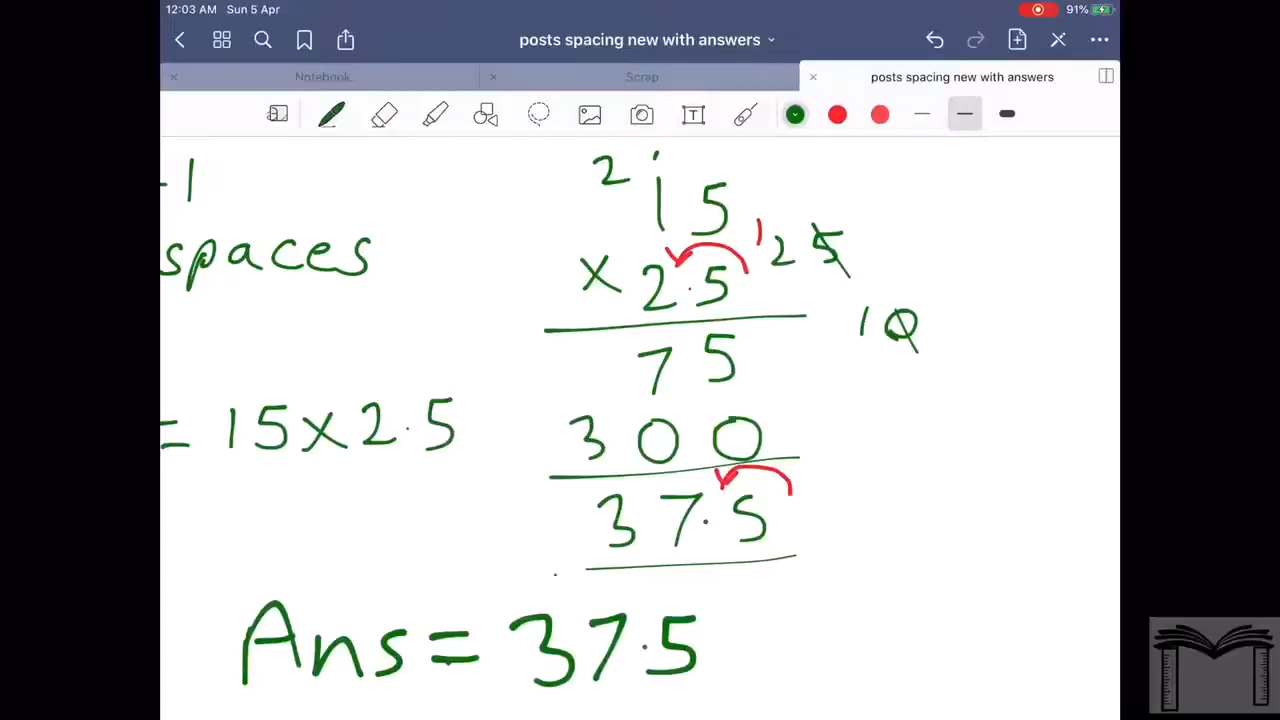 12:03 AM Sun 5 Apr 91%
posts spacing new with answers
Notebook Scrap posts spacing new with answers
T
-1
spaces
= 15x2.5
2 1
15
1 2 5
x 2.5
1 0
75
300
37.5
Ans = 37.5